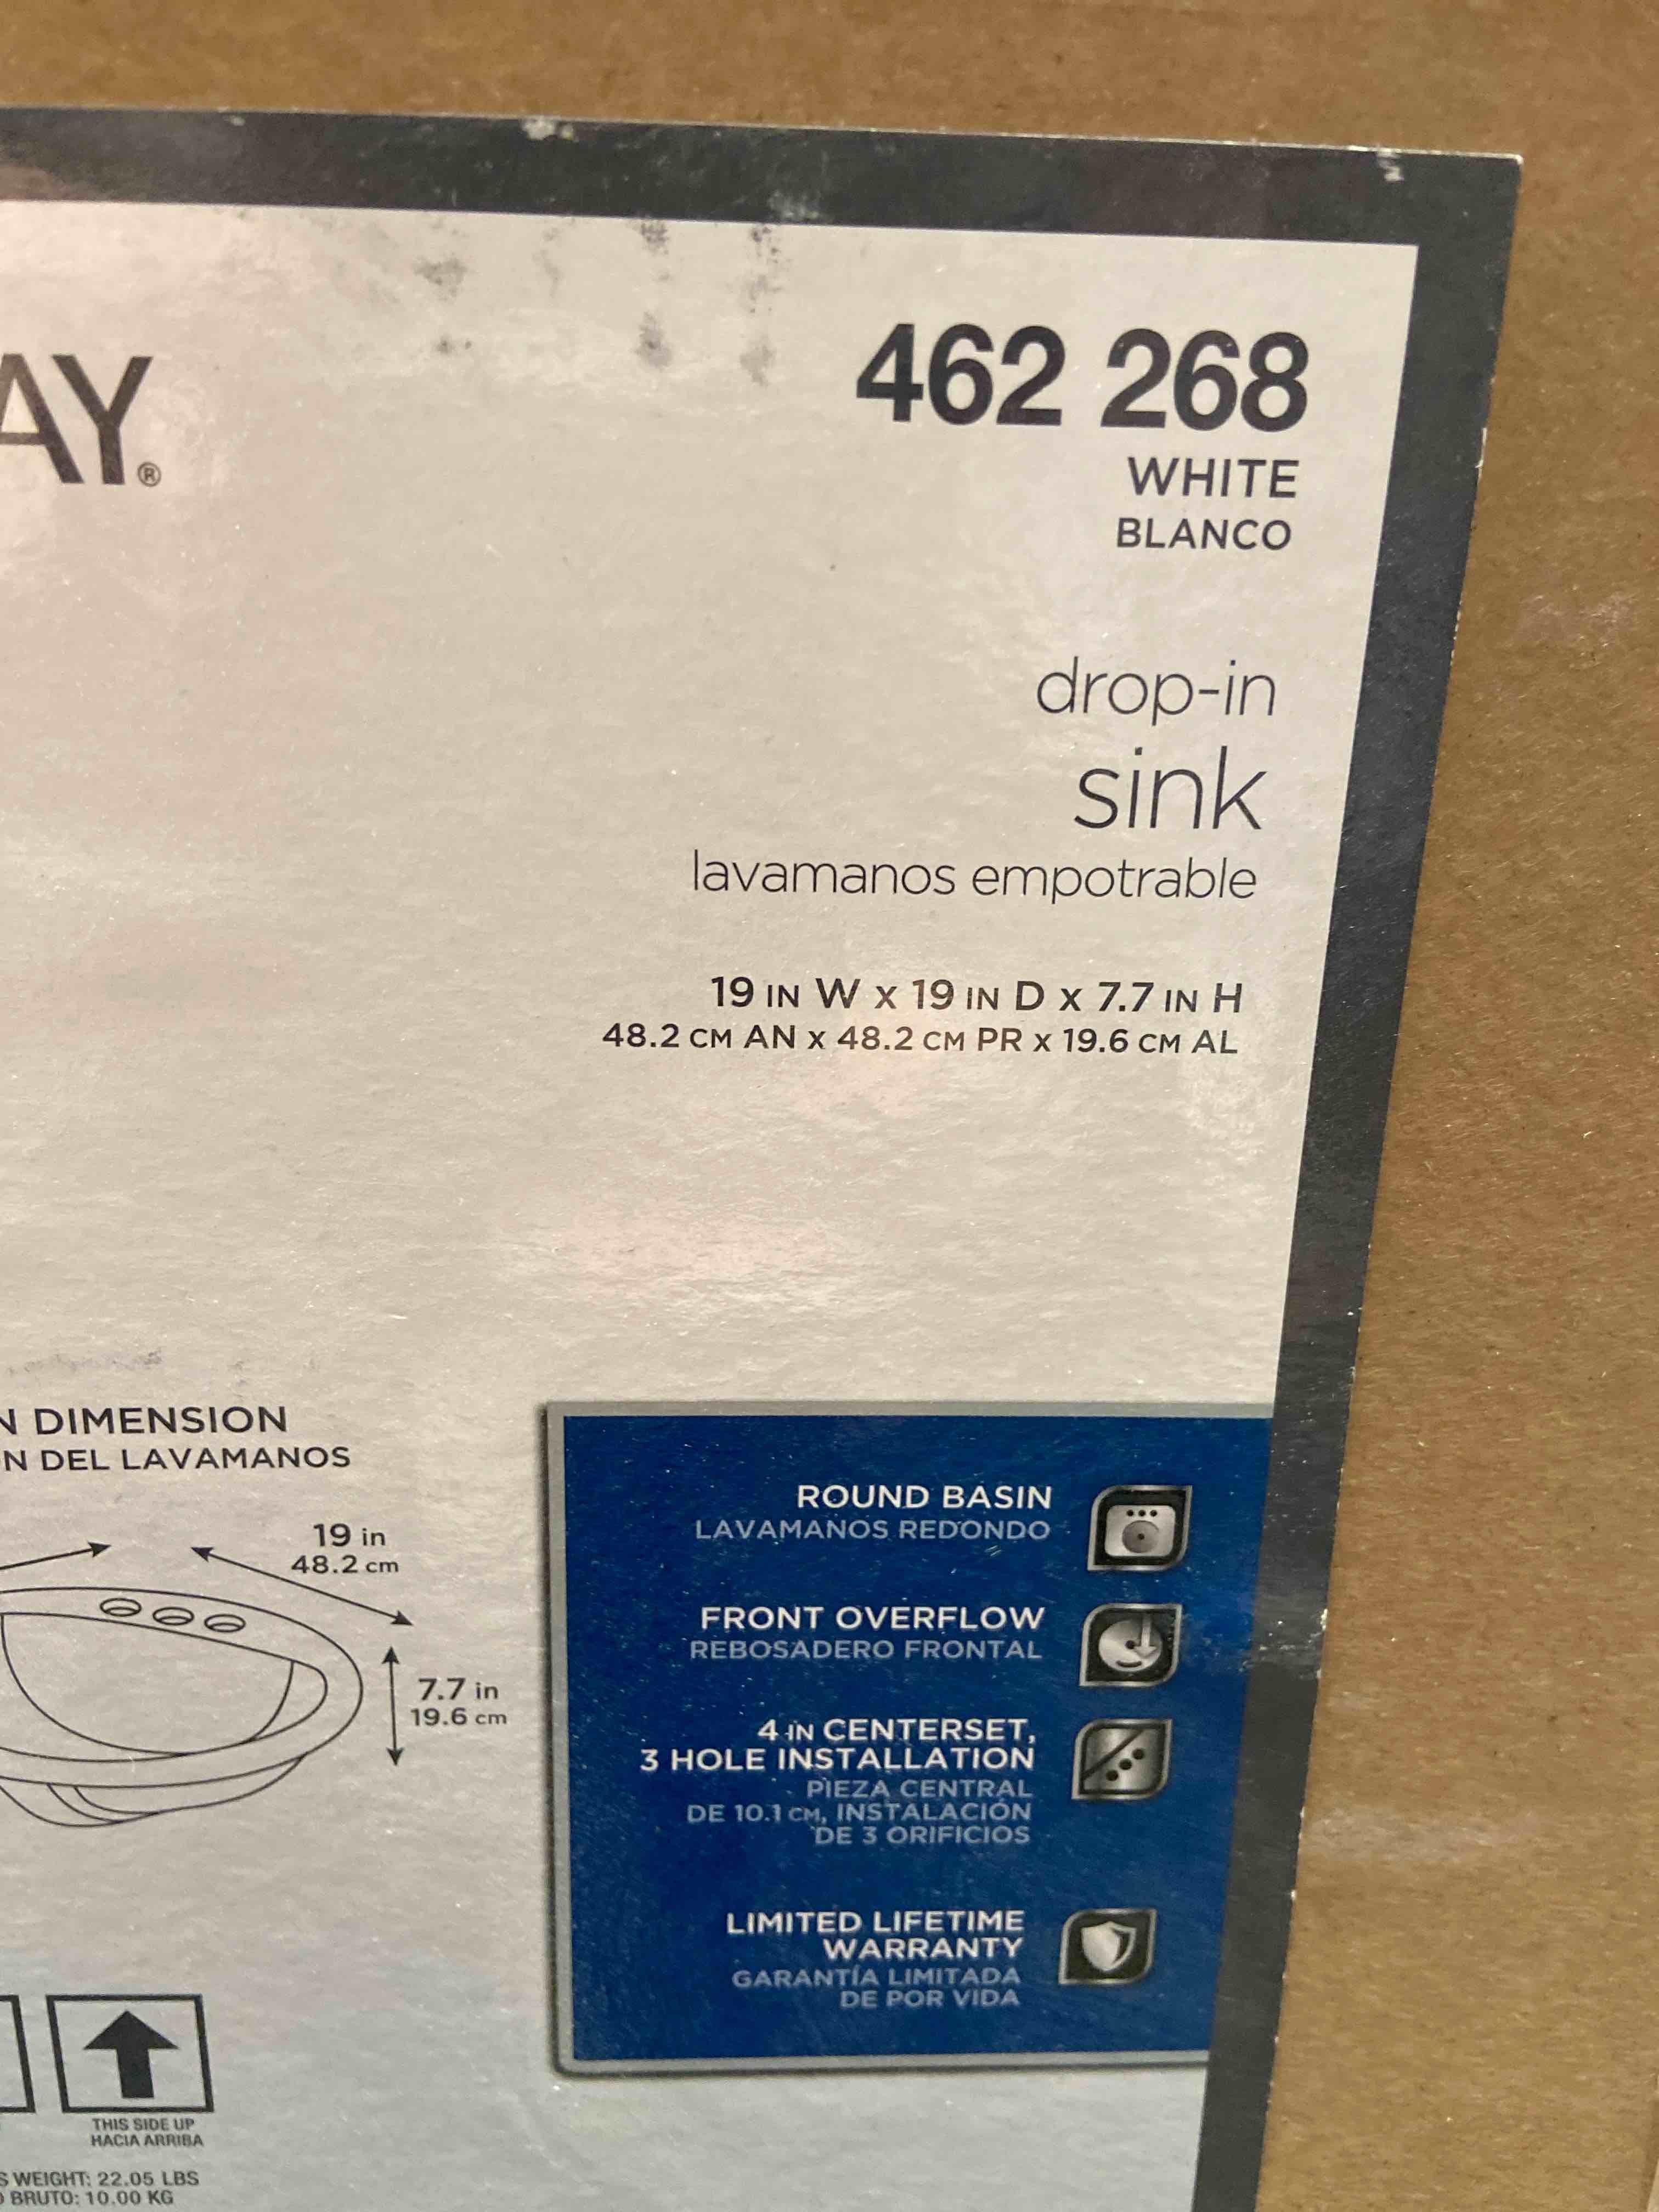 AY®
462 268
WHITE
BLANCO
drop-in
sink
lavamanos empotrable
19 IN W x 19 IN D x 7.7 IN H
48.2 CM AN x 48.2 CM PR x 19.6 CM AL
N DIMENSION
N DEL LAVAMANOS
19 in
48.2 cm
7.7 in
19.6 cm
ROUND BASIN
LAVAMANOS REDONDO
FRONT OVERFLOW
REBOSADERO FRONTAL
4 IN CENTERSET,
3 HOLE INSTALLATION
PIEZA CENTRAL
DE 10.1 CM, INSTALACIÓN
DE 3 ORIFICIOS
LIMITED LIFETIME
WARRANTY
GARANTÍA LIMITADA
DE POR VIDA
THIS SIDE UP
HACIA ARRIBA
S WEIGHT: 22.05 LBS
O BRUTO: 10.00 KG